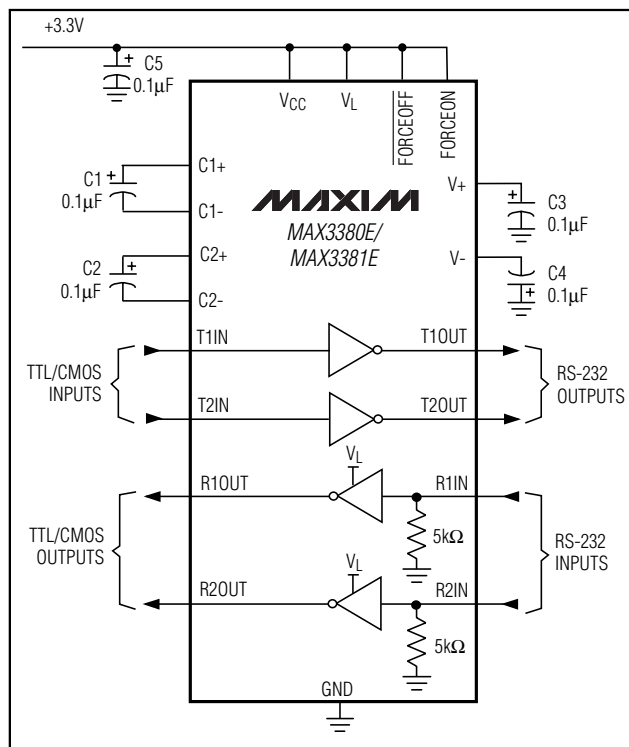 +3.3V
C5
0.1µF
VCC
VL
FORCEOFF
FORCEON
C1+
C1
0.1µF
C1-
C2+
C2
0.1µF
C2-
MAXIM
MAX3380E/
MAX3381E
V+
C3
0.1µF
V-
C4
0.1µF
TTL/CMOS
INPUTS
T1IN
T1OUT
T2IN
T2OUT
RS-232
OUTPUTS
TTL/CMOS
OUTPUTS
R1OUT
VL
R1IN
5kΩ
R2OUT
VL
R2IN
5kΩ
RS-232
INPUTS
GND